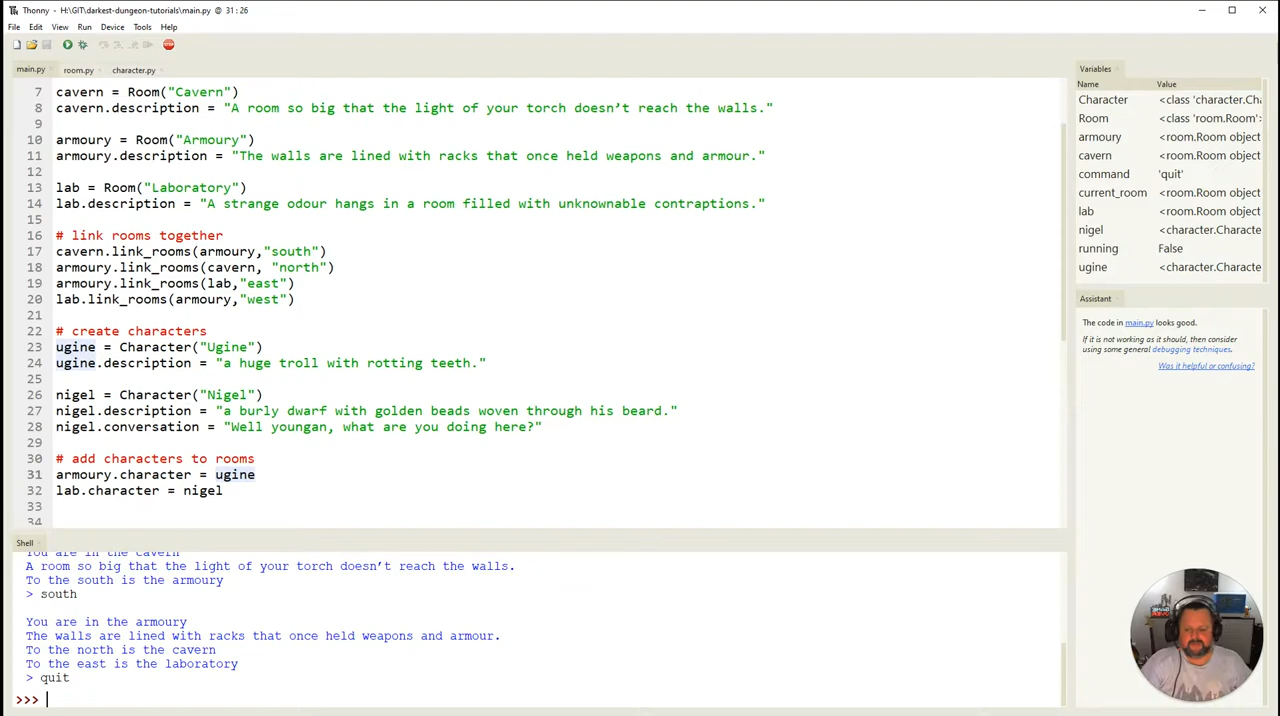 Thonny - H:\GIT\darkest-dungeon-tutorials\main.py @ 31:26
File Edit View Run Device Tools Help
main.py × room.py × character.py ×
7 cavern = Room("Cavern")
8 cavern.description = "A room so big that the light of your torch doesn’t reach the walls."
9
10 armoury = Room("Armoury")
11 armoury.description = "The walls are lined with racks that once held weapons and armour."
12
13 lab = Room("Laboratory")
14 lab.description = "A strange odour hangs in a room filled with unknownable contraptions."
15
16 # link rooms together
17 cavern.link_rooms(armoury,"south")
18 armoury.link_rooms(cavern, "north")
19 armoury.link_rooms(lab,"east")
20 lab.link_rooms(armoury,"west")
21
22 # create characters
23 ugine = Character("Ugine")
24 ugine.description = "a huge troll with rotting teeth."
25
26 nigel = Character("Nigel")
27 nigel.description = "a burly dwarf with golden beads woven through his beard."
28 nigel.conversation = "Well youngan, what are you doing here?"
29
30 # add characters to rooms
31 armoury.character = ugine
32 lab.character = nigel
33
34
Shell
You are in the cavern
A room so big that the light of your torch doesn’t reach the walls.
To the south is the armoury
> south
You are in the armoury
The walls are lined with racks that once held weapons and armour.
To the north is the cavern
To the east is the laboratory
> quit
>>>
Variables
Name Value
Character <class 'character.Cha
Room <class 'room.Room'>
armoury <room.Room object
cavern <room.Room object
command 'quit'
current_room <room.Room object
lab <room.Room object
nigel <character.Characte
running False
ugine <character.Characte
Assistant
The code in main.py looks good.
If it is not working as it should, then consider
using some general debugging techniques.
Was it helpful or confusing?